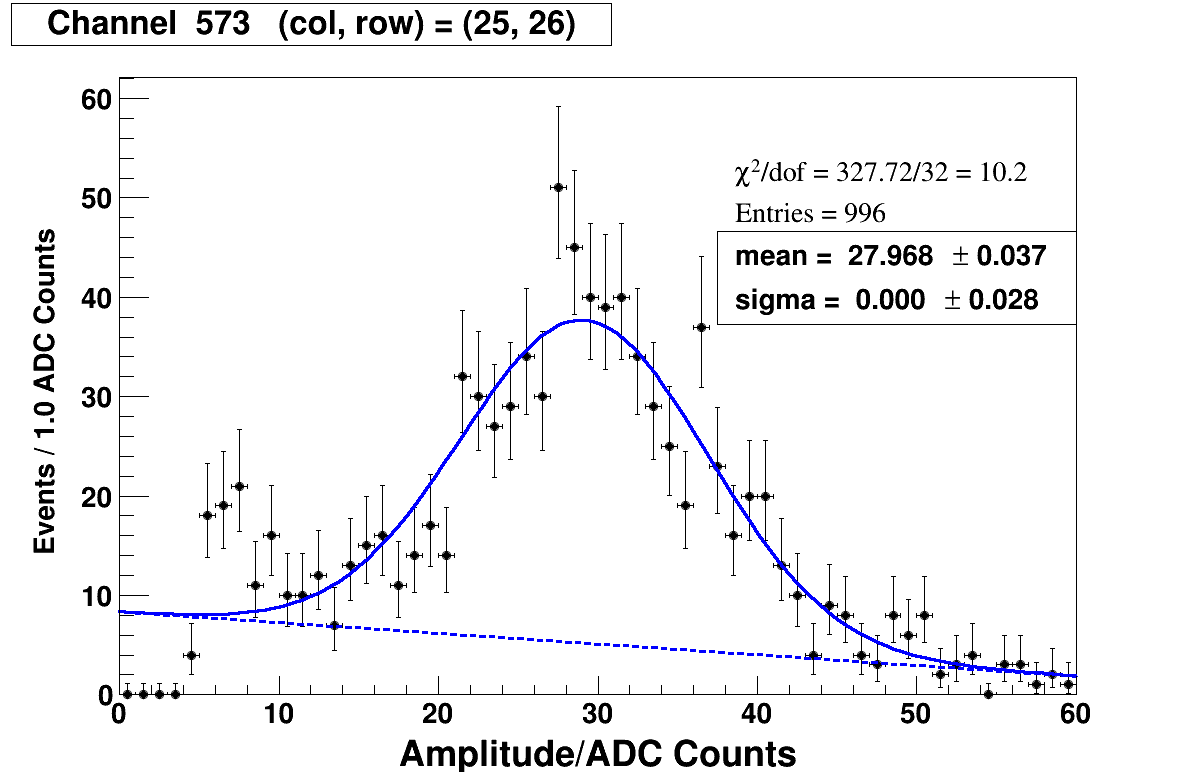 Channel 573 (col, row) = (25, 26)
χ²/dof = 327.72/32 = 10.2
Entries = 996
mean = 27.968 ± 0.037
sigma = 0.000 ± 0.028
Events / 1.0 ADC Counts
60
50
40
30
20
10
0
0 10 20 30 40 50 60
Amplitude/ADC Counts